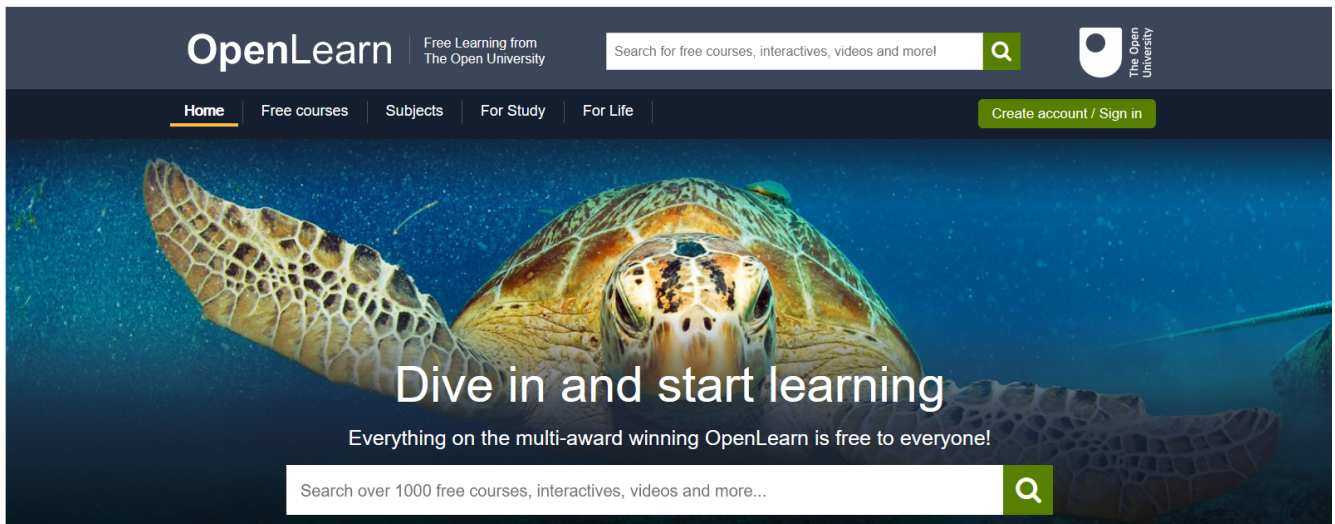 OpenLearn
Free Learning from
The Open University
Search for free courses, interactives, videos and more!
The Open
University
Home
Free courses
Subjects
For Study
For Life
Create account / Sign in
Dive in and start learning
Everything on the multi-award winning OpenLearn is free to everyone!
Search over 1000 free courses, interactives, videos and more...